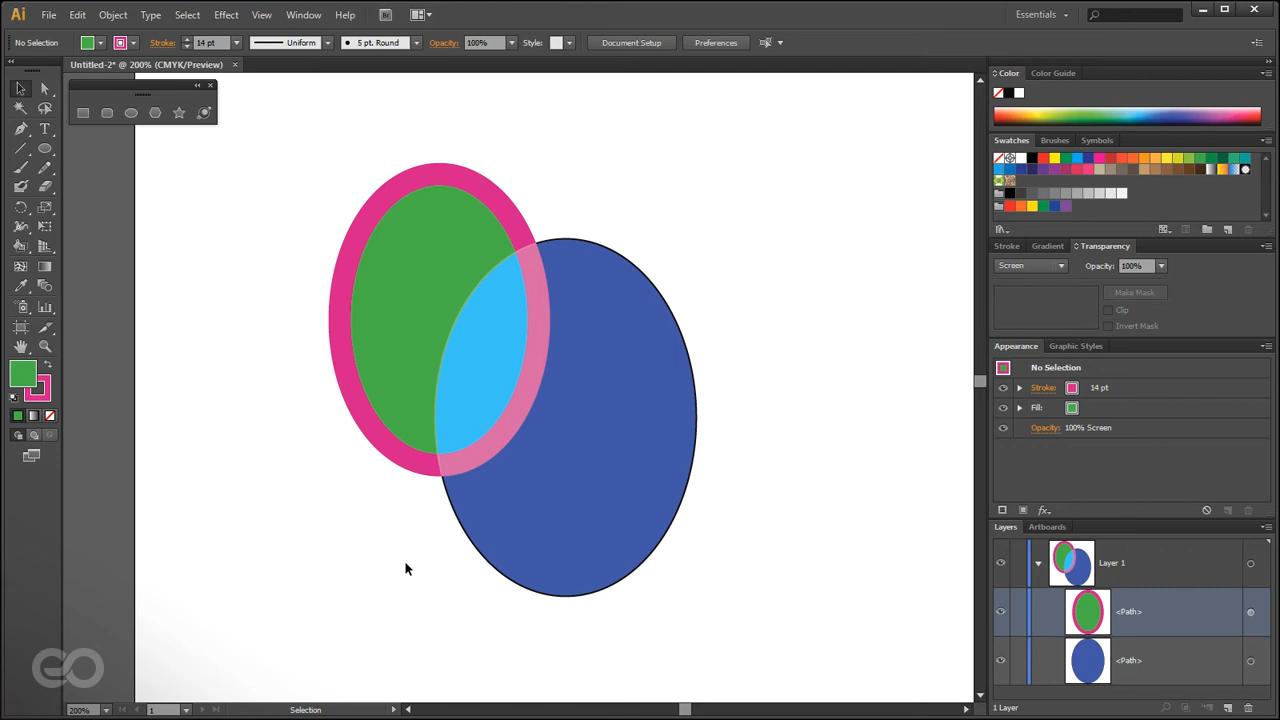 Ai File Edit Object Type Select Effect View Window Help Br Essentials
No Selection Stroke: 14 pt Uniform 5 pt. Round Opacity: 100% Style: Document Setup Preferences
Untitled-2* @ 200% (CMYK/Preview) ×
Color Color Guide
Swatches Brushes Symbols
Stroke Gradient Transparency
Screen Opacity: 100%
Make Mask
Clip
Invert Mask
Appearance Graphic Styles
No Selection
Stroke: 14 pt
Fill:
Opacity: 100% Screen
fx
Layers Artboards
Layer 1
<Path>
<Path>
1 Layer
200% 1 Selection